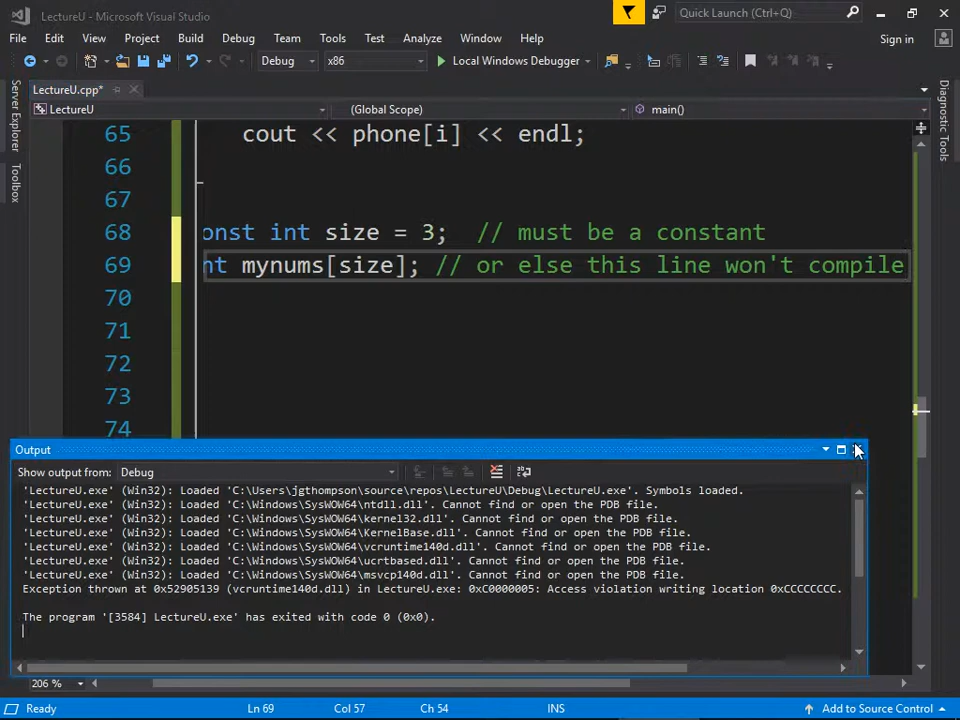 LectureU - Microsoft Visual Studio
Quick Launch (Ctrl+Q)
File Edit View Project Build Debug Team Tools Test Analyze Window Help Sign in
Debug x86 Local Windows Debugger
LectureU.cpp*
LectureU (Global Scope) main()
Server Explorer
Toolbox
Diagnostic Tools
65 cout << phone[i] << endl;
66
67
68 onst int size = 3; // must be a constant
69 nt mynums[size]; // or else this line won't compile
70
71
72
73
74
Output
Show output from: Debug
'LectureU.exe' (Win32): Loaded 'C:\Users\jgthompson\source\repos\LectureU\Debug\LectureU.exe'. Symbols loaded.
'LectureU.exe' (Win32): Loaded 'C:\Windows\SysWOW64\ntdll.dll'. Cannot find or open the PDB file.
'LectureU.exe' (Win32): Loaded 'C:\Windows\SysWOW64\kernel32.dll'. Cannot find or open the PDB file.
'LectureU.exe' (Win32): Loaded 'C:\Windows\SysWOW64\KernelBase.dll'. Cannot find or open the PDB file.
'LectureU.exe' (Win32): Loaded 'C:\Windows\SysWOW64\vcruntime140d.dll'. Cannot find or open the PDB file.
'LectureU.exe' (Win32): Loaded 'C:\Windows\SysWOW64\ucrtbased.dll'. Cannot find or open the PDB file.
'LectureU.exe' (Win32): Loaded 'C:\Windows\SysWOW64\msvcp140d.dll'. Cannot find or open the PDB file.
Exception thrown at 0x52905139 (vcruntime140d.dll) in LectureU.exe: 0xC0000005: Access violation writing location 0xCCCCCCCC.
The program '[3584] LectureU.exe' has exited with code 0 (0x0).
206 %
Ready Ln 69 Col 57 Ch 54 INS Add to Source Control